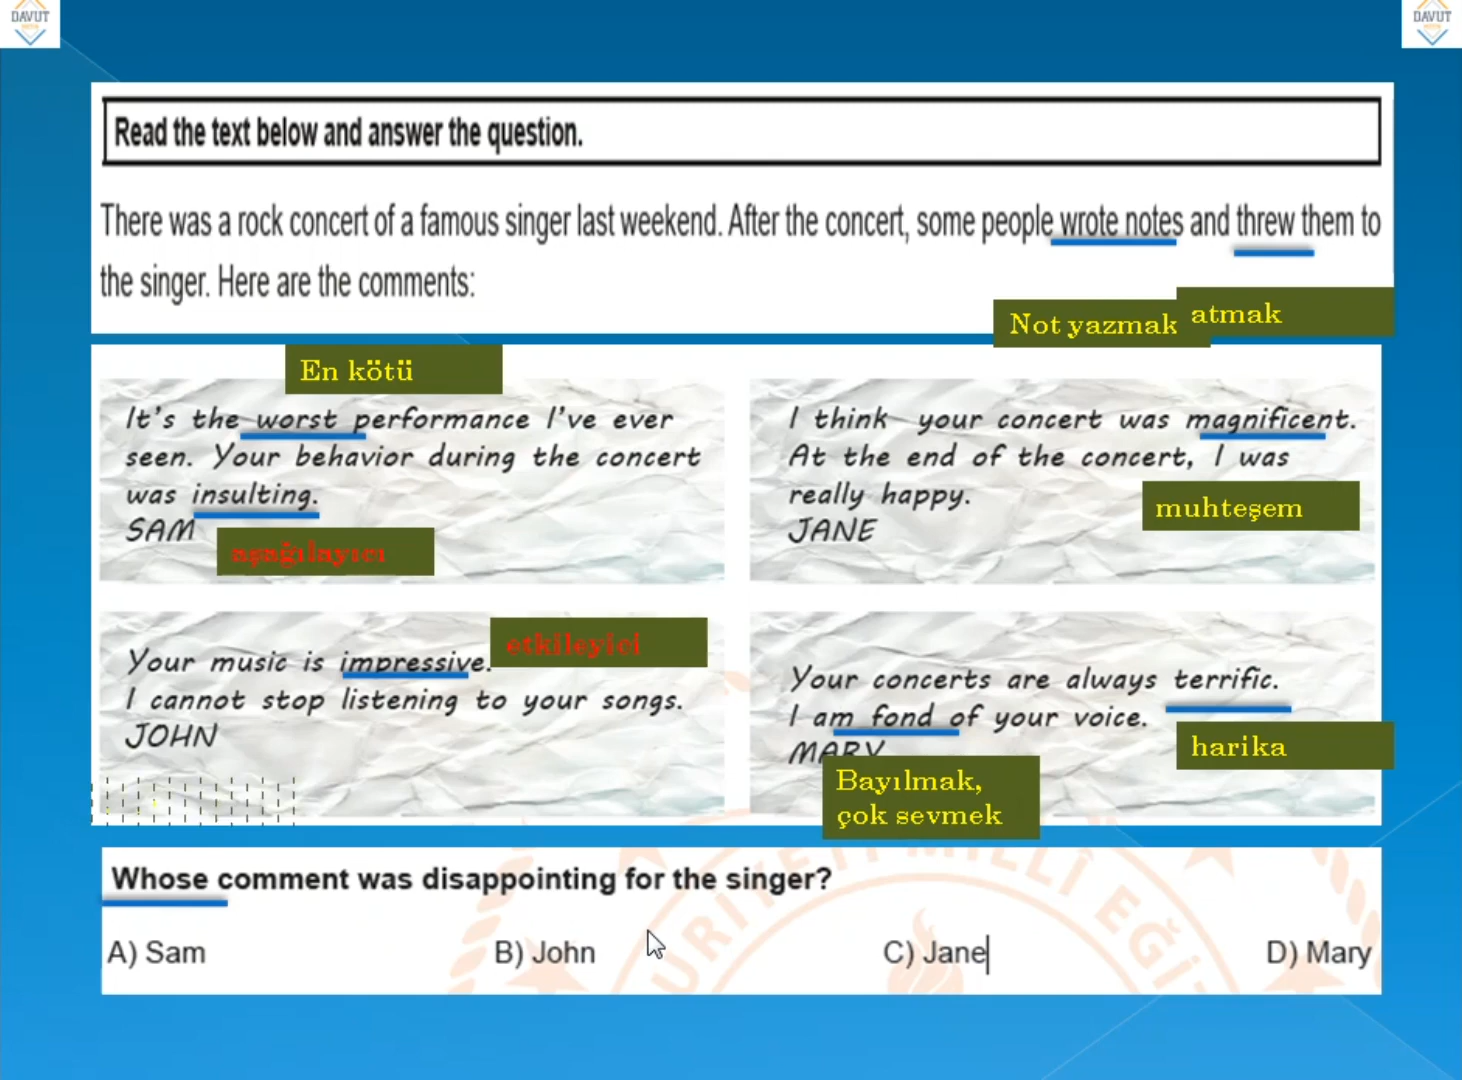 DAVUT
DAVUT
Read the text below and answer the question.
There was a rock concert of a famous singer last weekend. After the concert, some people wrote notes and threw them to
the singer. Here are the comments:
Not yazmak
atmak
En kötü
It's the worst performance I've ever
seen. Your behavior during the concert
was insulting.
SAM
aşağılayıcı
I think your concert was magnificent.
At the end of the concert, I was
really happy.
JANE
muhteşem
etkileyici
Your music is impressive.
I cannot stop listening to your songs.
JOHN
Your concerts are always terrific.
I am fond of your voice.
MARY
harika
Bayılmak,
çok sevmek
Whose comment was disappointing for the singer?
A) Sam B) John C) Jane D) Mary